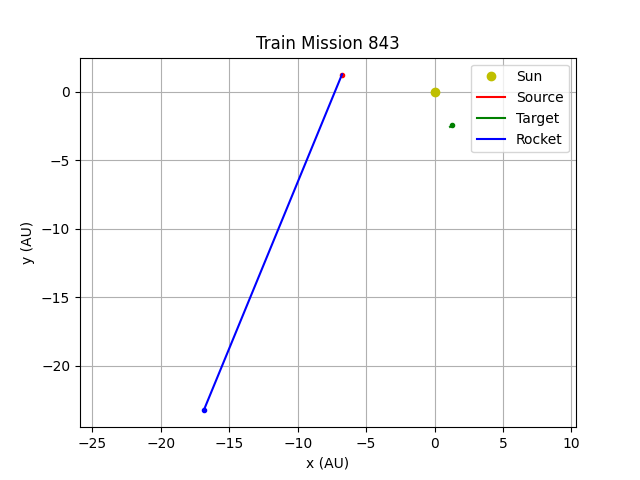 Train Mission 843
Sun
Source
Target
Rocket
0
−5
−10
−15
−20
y (AU)
−25
−20
−15
−10
−5
0
5
10
x (AU)